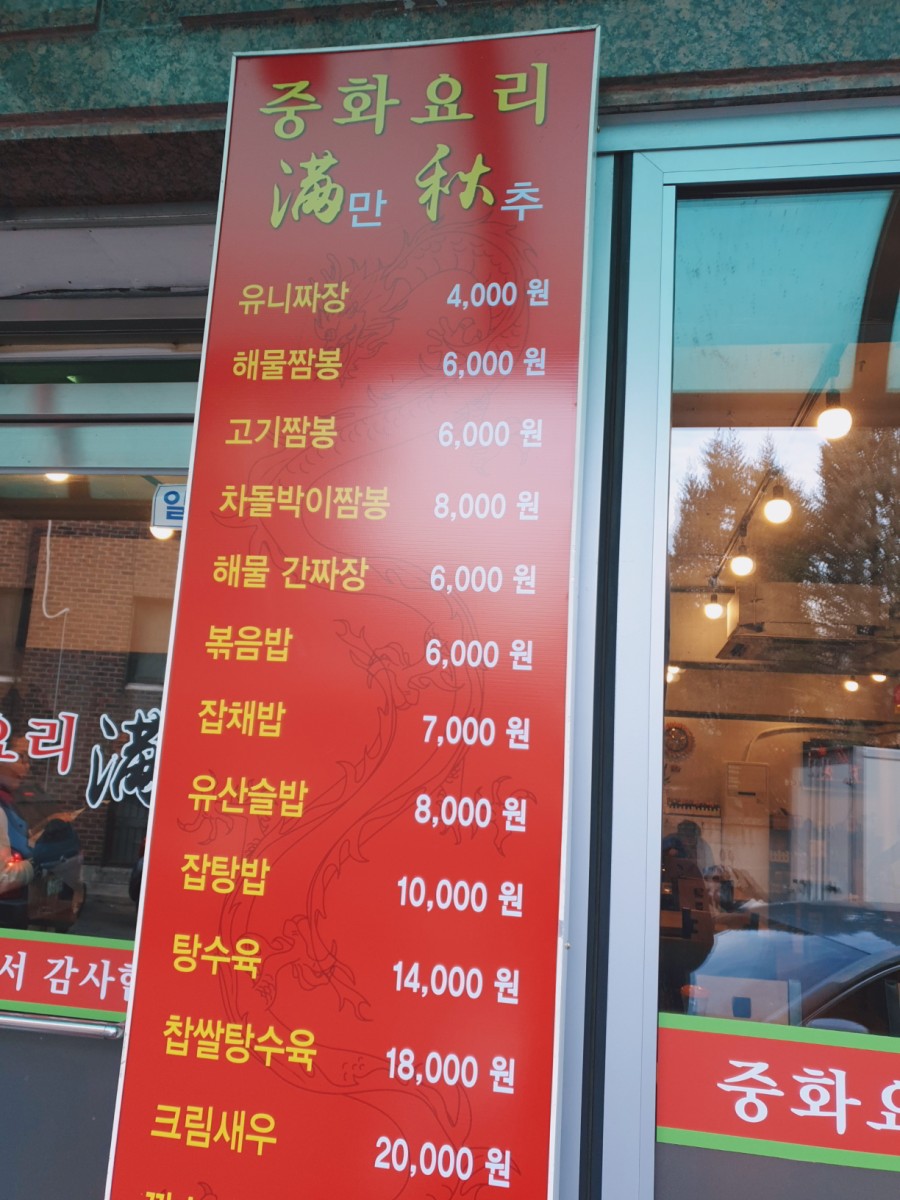 중화요리
滿만 秋추
유니짜장 4,000 원
해물짬봉 6,000 원
고기짬봉 6,000 원
차돌박이짬봉 8,000 원
해물 간짜장 6,000 원
볶음밥 6,000 원
잡채밥 7,000 원
유산슬밥 8,000 원
잡탕밥 10,000 원
탕수육 14,000 원
찹쌀탕수육 18,000 원
크림새우 20,000 원
일
요리 滿
서 감사
중화요